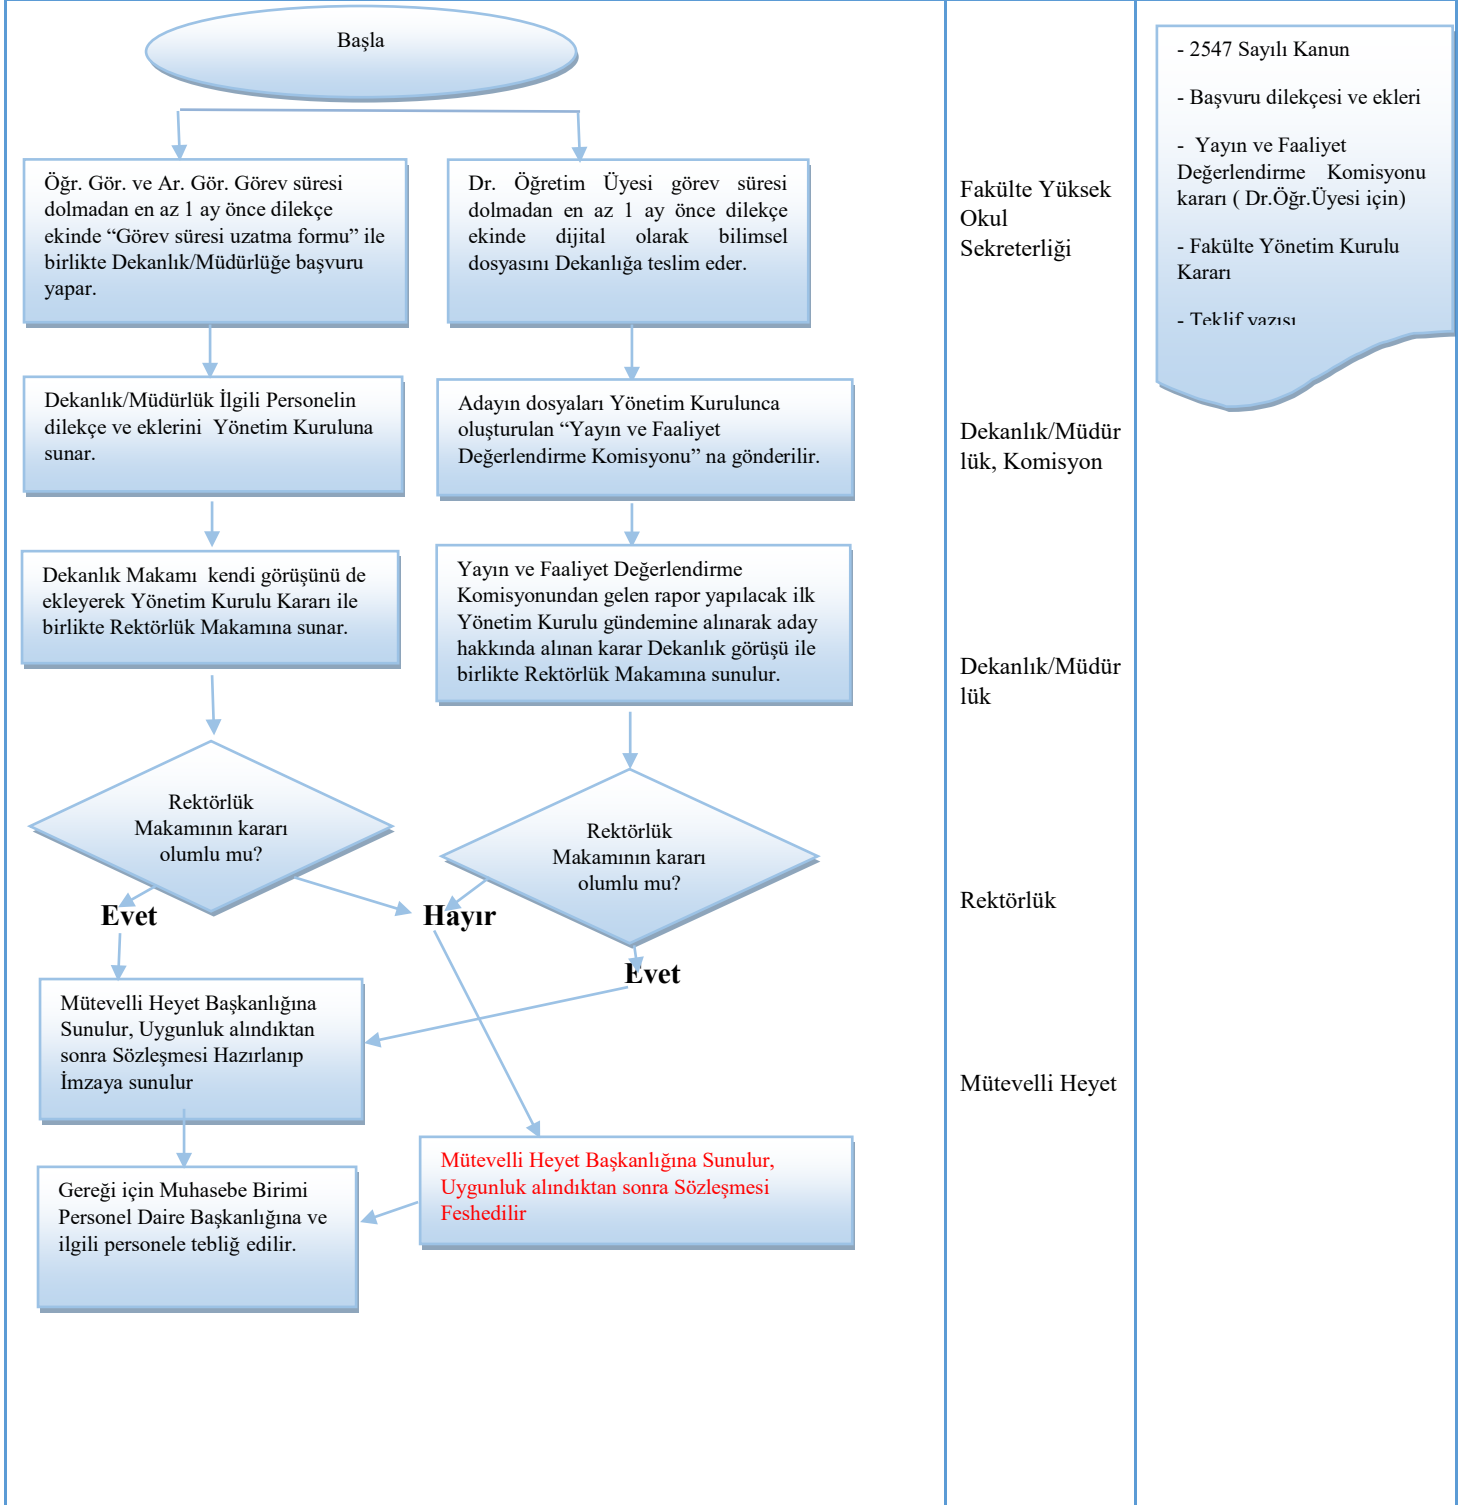 Başla
Öğr. Gör. ve Ar. Gör. Görev süresi
dolmadan en az 1 ay önce dilekçe
ekinde “Görev süresi uzatma formu” ile
birlikte Dekanlık/Müdürlüğe başvuru
yapar.
Dr. Öğretim Üyesi görev süresi
dolmadan en az 1 ay önce dilekçe
ekinde dijital olarak bilimsel
dosyasını Dekanlığa teslim eder.
Dekanlık/Müdürlük İlgili Personelin
dilekçe ve eklerini Yönetim Kuruluna
sunar.
Adayın dosyaları Yönetim Kurulunca
oluşturulan “Yayın ve Faaliyet
Değerlendirme Komisyonu” na gönderilir.
Dekanlık Makamı kendi görüşünü de
ekleyerek Yönetim Kurulu Kararı ile
birlikte Rektörlük Makamına sunar.
Yayın ve Faaliyet Değerlendirme
Komisyonundan gelen rapor yapılacak ilk
Yönetim Kurulu gündemine alınarak aday
hakkında alınan karar Dekanlık görüşü ile
birlikte Rektörlük Makamına sunulur.
Rektörlük
Makamının kararı
olumlu mu?
Rektörlük
Makamının kararı
olumlu mu?
Evet
Hayır
Evet
Mütevelli Heyet Başkanlığına
Sunulur, Uygunluk alındıktan
sonra Sözleşmesi Hazırlanıp
İmzaya sunulur
Mütevelli Heyet Başkanlığına Sunulur,
Uygunluk alındıktan sonra Sözleşmesi
Feshedilir
Gereği için Muhasebe Birimi
Personel Daire Başkanlığına ve
ilgili personele tebliğ edilir.
Fakülte Yüksek
Okul
Sekreterliği
Dekanlık/Müdür
lük, Komisyon
Dekanlık/Müdür
lük
Rektörlük
Mütevelli Heyet
- 2547 Sayılı Kanun
- Başvuru dilekçesi ve ekleri
- Yayın ve Faaliyet
Değerlendirme Komisyonu
kararı ( Dr.Öğr.Üyesi için)
- Fakülte Yönetim Kurulu
Kararı
- Teklif yazısı